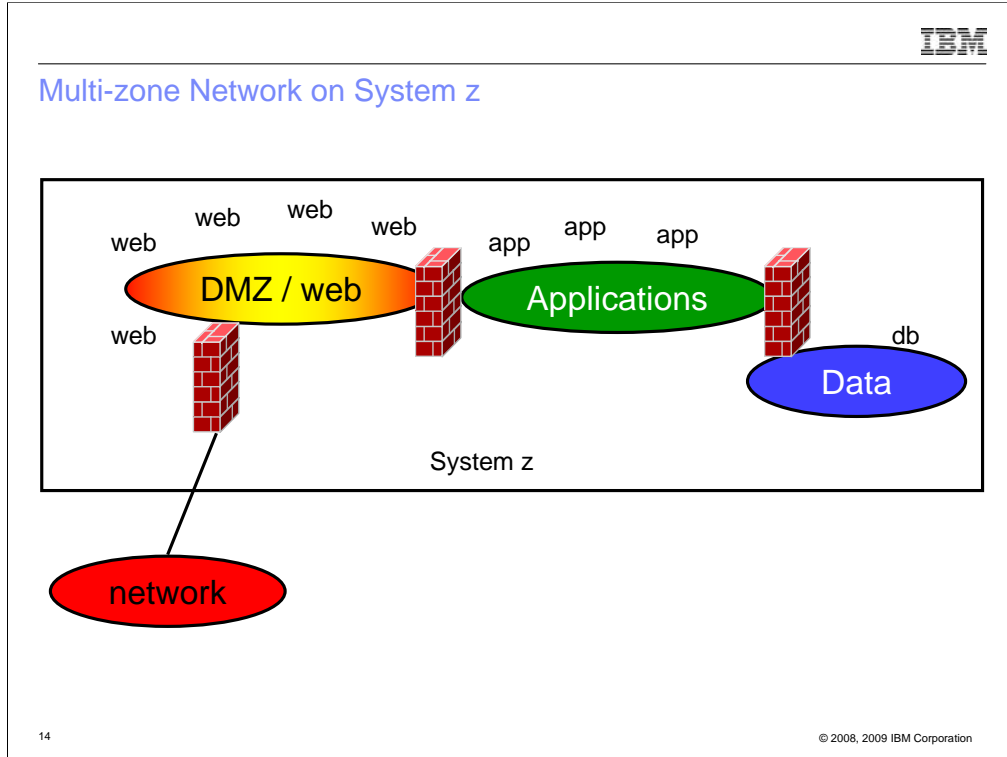 IBM
Multi-zone Network on System z
web
web
web
web
app
app
app
DMZ / web
Applications
web
db
Data
System z
network
14
© 2008, 2009 IBM Corporation